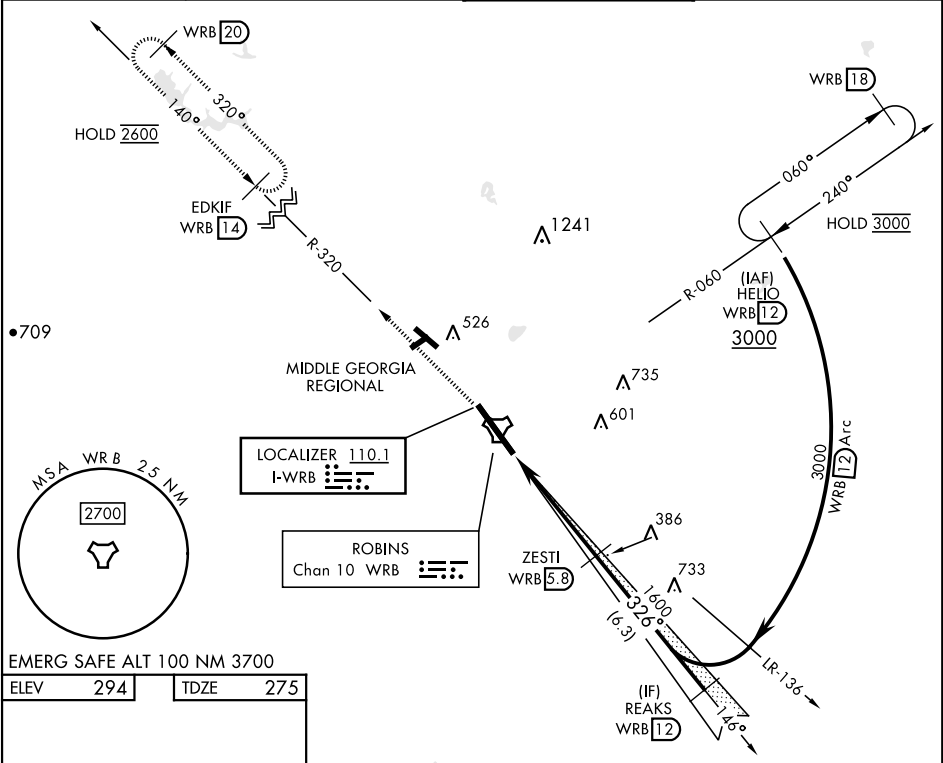 WRB 20
WRB 18
140°
320°
HOLD 2600
060°
240°
HOLD 3000
EDKIF
WRB 14
1241
R-320
R-060
(IAF)
HELIO
WRB 12
3000
709
526
MIDDLE GEORGIA
REGIONAL
735
601
LOCALIZER 110.1
I-WRB
3000
WRB 12 Arc
MSA WRB 25 NM
2700
ROBINS
Chan 10 WRB
386
ZESTI
WRB 5.8
733
1600
326°
(6.3)
LR-136
(IF)
REAKS
WRB 12
146°
EMERG SAFE ALT 100 NM 3700
ELEV 294
TDZE 275